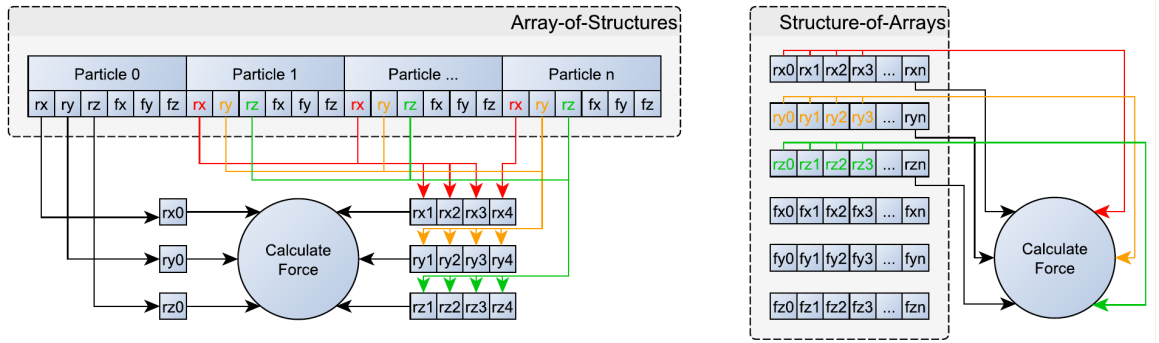 Array-of-Structures
Particle 0 Particle 1 Particle ... Particle n
rx ry rz fx fy fz rx ry rz fx fy fz rx ry rz fx fy fz rx ry rz fx fy fz
rx0 rx1 rx2 rx3 rx4
Calculate
Force
ry0 ry1 ry2 ry3 ry4
rz0 rz1 rz2 rz3 rz4
Structure-of-Arrays
rx0 rx1 rx2 rx3 ... rxn
ry0 ry1 ry2 ry3 ... ryn
rz0 rz1 rz2 rz3 ... rzn
fx0 fx1 fx2 fx3 ... fxn
fy0 fy1 fy2 fy3 ... fyn
fz0 fz1 fz2 fz3 ... fzn
Calculate
Force